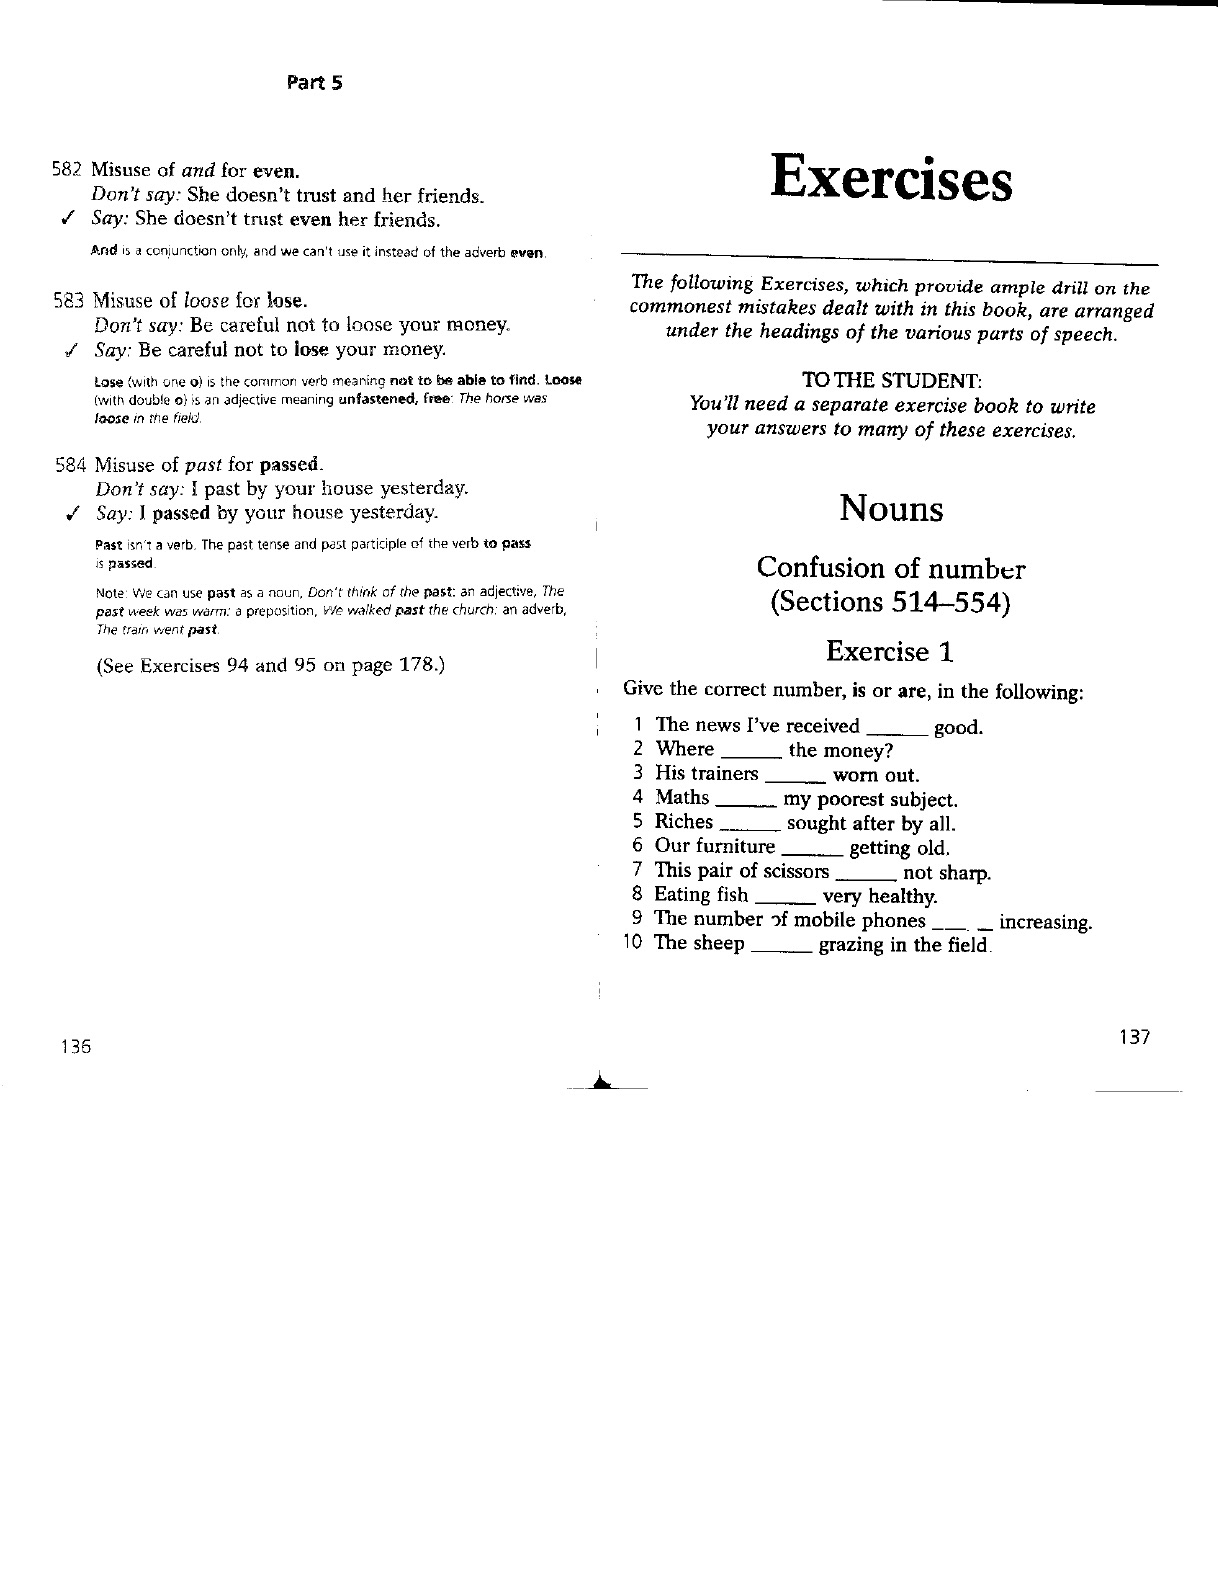 Part 5
582 Misuse of and for even.
Don't say: She doesn't trust and her friends.
✓ Say: She doesn't trust even her friends.
And is a conjunction only, and we can't use it instead of the adverb even.
583 Misuse of loose for lose.
Don't say: Be careful not to loose your money.
✓ Say: Be careful not to lose your money.
Lose (with one o) is the common verb meaning not to be able to find. Loose
(with double o) is an adjective meaning unfastened, free: The horse was
loose in the field.
584 Misuse of past for passed.
Don't say: I past by your house yesterday.
✓ Say: I passed by your house yesterday.
Past isn't a verb. The past tense and past participle of the verb to pass
is passed.
Note: We can use past as a noun, Don't think of the past: an adjective, The
past week was warm: a preposition, We walked past the church: an adverb,
The train went past.
(See Exercises 94 and 95 on page 178.)
136
Exercises
The following Exercises, which provide ample drill on the
commonest mistakes dealt with in this book, are arranged
under the headings of the various parts of speech.
TO THE STUDENT:
You'll need a separate exercise book to write
your answers to many of these exercises.
Nouns
Confusion of number
(Sections 514–554)
Exercise 1
Give the correct number, is or are, in the following:
1 The news I've received ______ good.
2 Where ______ the money?
3 His trainers ______ worn out.
4 Maths ______ my poorest subject.
5 Riches ______ sought after by all.
6 Our furniture ______ getting old.
7 This pair of scissors ______ not sharp.
8 Eating fish ______ very healthy.
9 The number of mobile phones ______ increasing.
10 The sheep ______ grazing in the field.
137